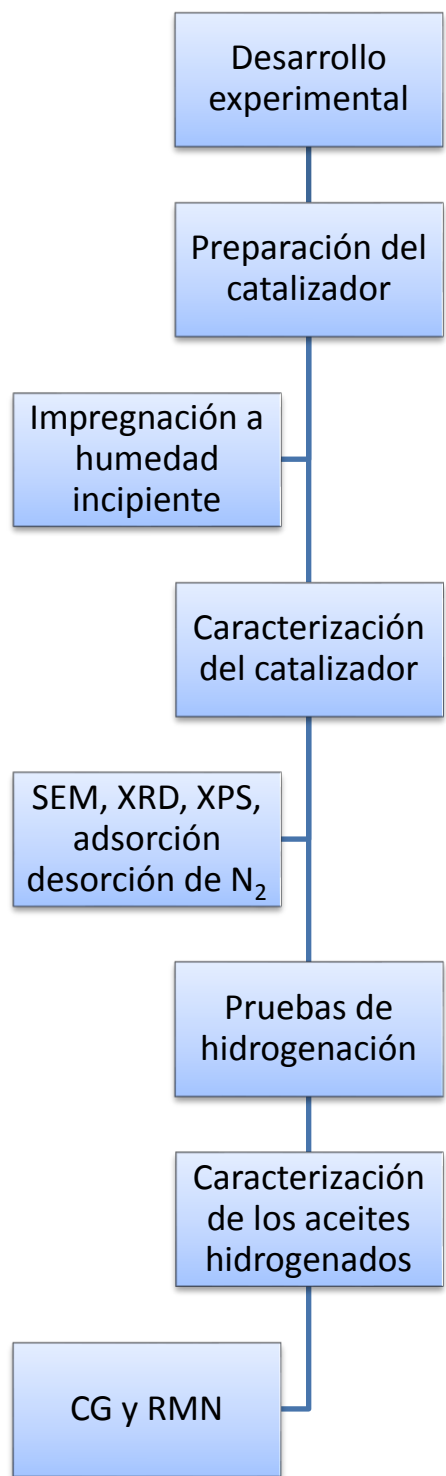 Desarrollo
experimental
Preparación del
catalizador
Impregnación a
humedad
incipiente
Caracterización
del catalizador
SEM, XRD, XPS,
adsorción
desorción de N₂
Pruebas de
hidrogenación
Caracterización
de los aceites
hidrogenados
CG y RMN